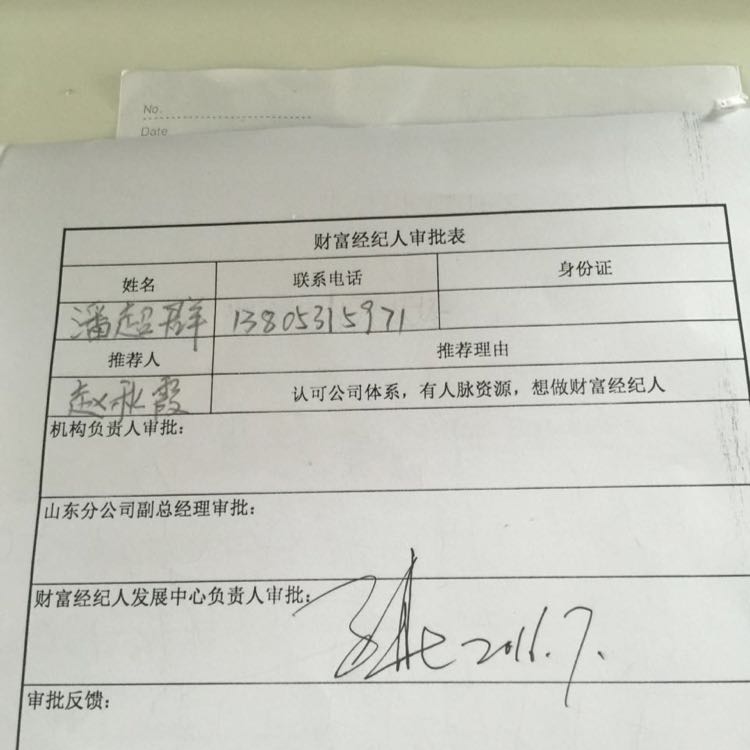 No.
Date
财富经纪人审批表
姓名 联系电话 身份证
潘超群 13805315971
推荐人 推荐理由
赵永霞 认可公司体系，有人脉资源，想做财富经纪人
机构负责人审批：
山东分公司副总经理审批：
财富经纪人发展中心负责人审批：
2016.7.
审批反馈：